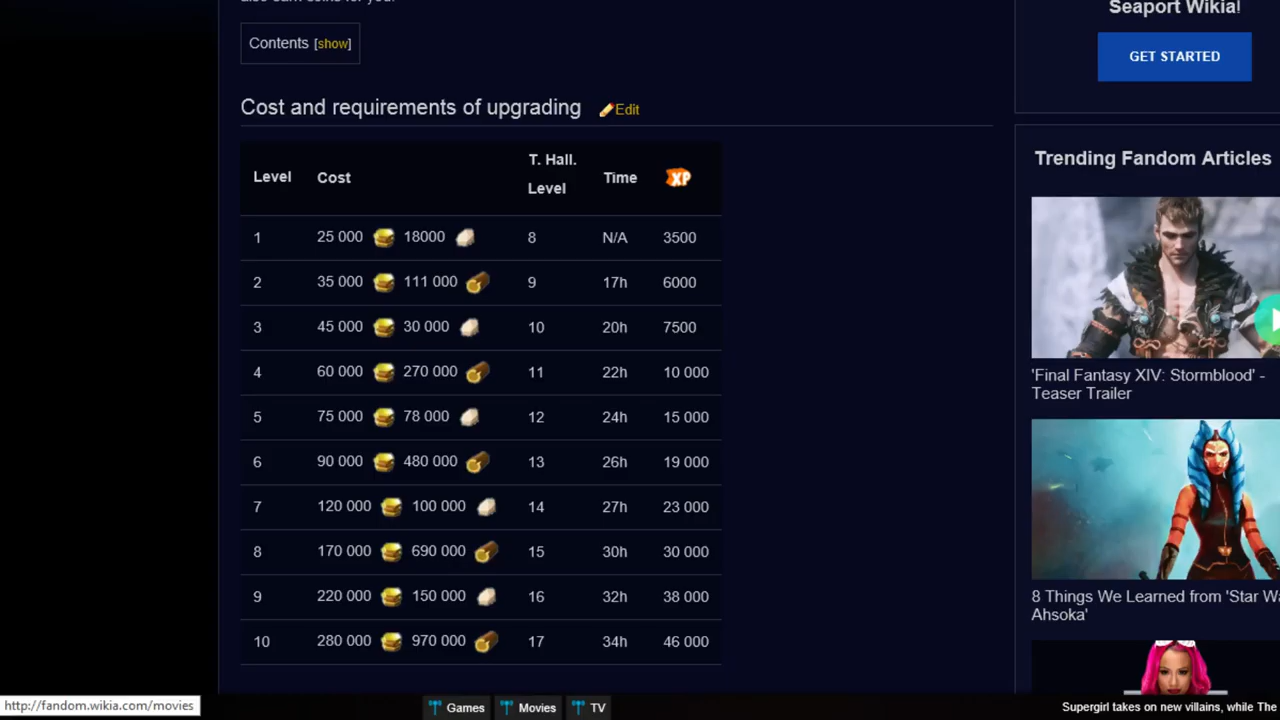 Seaport Wikia!
Contents [show]
GET STARTED
Cost and requirements of upgrading Edit
Trending Fandom Articles
Level Cost T. Hall. Level Time XP
1 25 000 18000 8 N/A 3500
2 35 000 111 000 9 17h 6000
3 45 000 30 000 10 20h 7500
4 60 000 270 000 11 22h 10 000
5 75 000 78 000 12 24h 15 000
6 90 000 480 000 13 26h 19 000
7 120 000 100 000 14 27h 23 000
8 170 000 690 000 15 30h 30 000
9 220 000 150 000 16 32h 38 000
10 280 000 970 000 17 34h 46 000
'Final Fantasy XIV: Stormblood' -
Teaser Trailer
8 Things We Learned from 'Star Wa
Ahsoka'
http://fandom.wikia.com/movies
Games Movies TV
Supergirl takes on new villains, while The